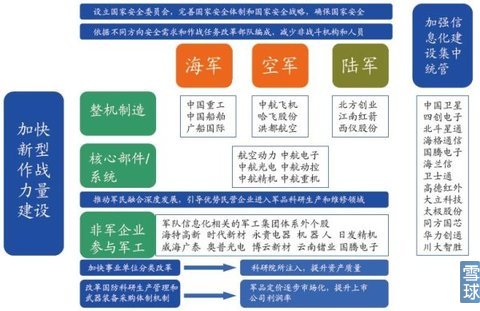 设立国家安全委员会，完善国家安全体制和国家安全战略，确保国家安全
依据不同方向安全需求和作战任务改革部队编成，减少非战斗机构和人员
加强信
息化建
设集中
统管
海军
空军
陆军
加快
新型
作战
力量
建设
整机制造
中国重工
中国船舶
广船国际
中航飞机
哈飞股份
洪都航空
北方创业
江南红箭
西仪股份
核心部件/
系统
航空动力 中航电子
中航光电 中航动控
中航精机 中航重机
推动军民融合深度发展，引导优势民营企业进入军品科研生产和维修领域
非军企业
参与军工
军队信息化相关的军工集团体系外个股
海特高新 时代新材 永贵电器 机器人 日发精机
威海广泰 奥普光电 博云新材 云南锗业 国腾电子
中国卫星
四创电子
北斗星通
海格通信
国腾电子
海兰信
卫士通
高德红外
大立科技
太极股份
同方国芯
华力创通
川大智胜
加快事业单位分类改革
科研院所注入，提升资产质量
改革国防科研生产管理和
武器装备采购体制机制
军品定价逐步市场化，提升上市
公司利润率
雪球